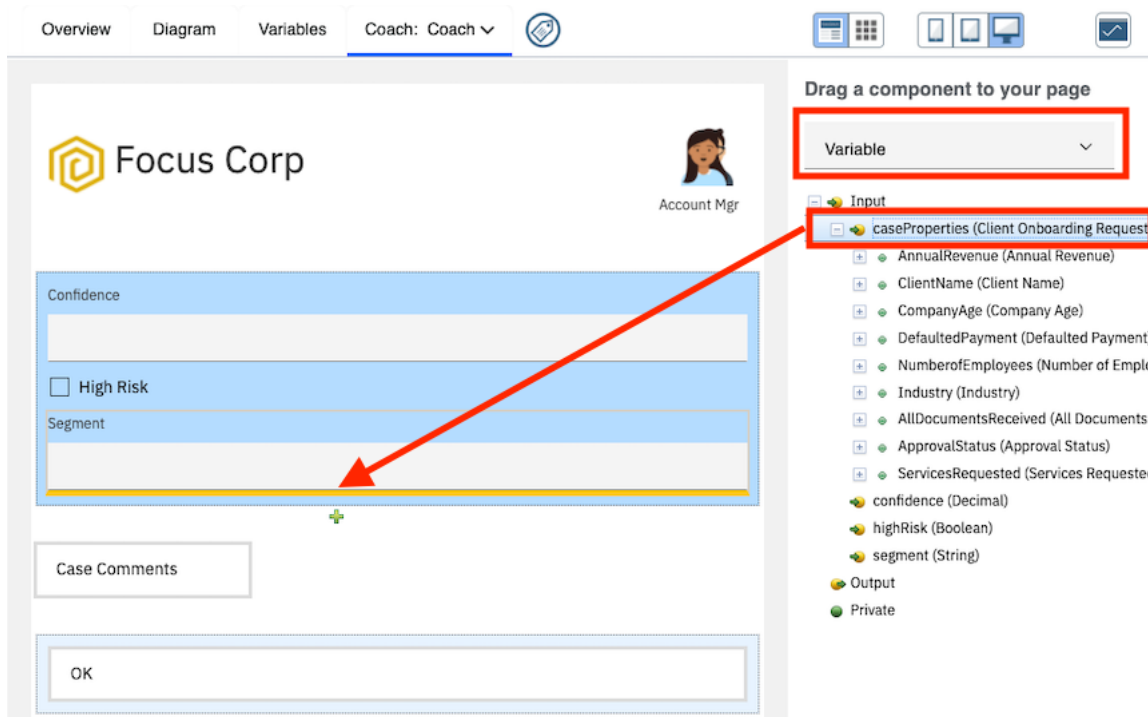 Overview Diagram Variables Coach: Coach
Drag a component to your page
Variable
Focus Corp
Account Mgr
Confidence
High Risk
Segment
Case Comments
OK
Input
caseProperties (Client Onboarding Request
AnnualRevenue (Annual Revenue)
ClientName (Client Name)
CompanyAge (Company Age)
DefaultedPayment (Defaulted Payment)
NumberofEmployees (Number of Emple
Industry (Industry)
AllDocumentsReceived (All Documents
ApprovalStatus (Approval Status)
ServicesRequested (Services Requested
confidence (Decimal)
highRisk (Boolean)
segment (String)
Output
Private